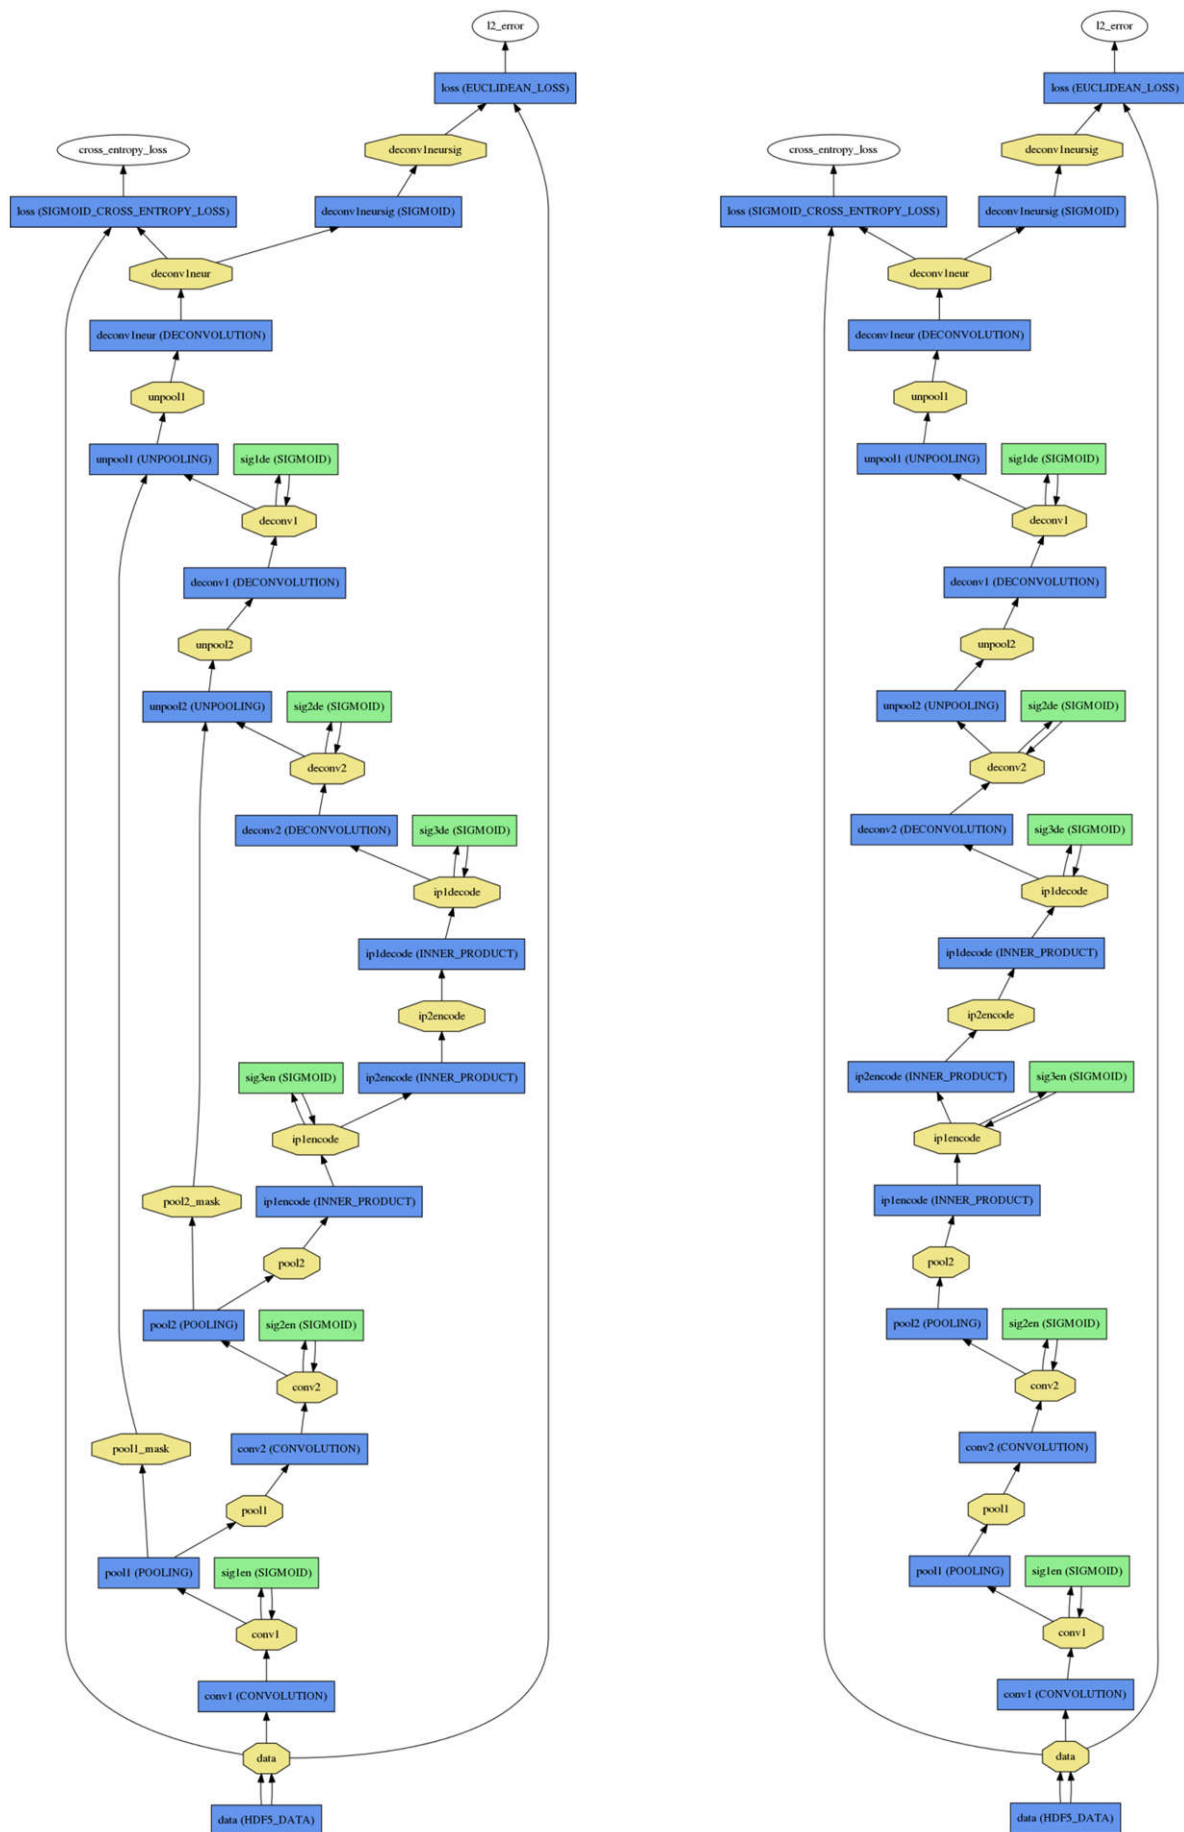 l2_error
loss (EUCLIDEAN_LOSS)
cross_entropy_loss
deconv1neursig
loss (SIGMOID_CROSS_ENTROPY_LOSS)
deconv1neursig (SIGMOID)
deconv1neur
deconv1neur (DECONVOLUTION)
unpool1
unpool1 (UNPOOLING)
sig1de (SIGMOID)
deconv1
deconv1 (DECONVOLUTION)
unpool2
unpool2 (UNPOOLING)
sig2de (SIGMOID)
deconv2
deconv2 (DECONVOLUTION)
sig3de (SIGMOID)
ip1decode
ip1decode (INNER_PRODUCT)
ip2encode
sig3en (SIGMOID)
ip2encode (INNER_PRODUCT)
ip1encode
pool2_mask
ip1encode (INNER_PRODUCT)
pool2
pool2 (POOLING)
sig2en (SIGMOID)
conv2
pool1_mask
conv2 (CONVOLUTION)
pool1
pool1 (POOLING)
sig1en (SIGMOID)
conv1
conv1 (CONVOLUTION)
data
data (HDF5_DATA)
l2_error
loss (EUCLIDEAN_LOSS)
cross_entropy_loss
deconv1neursig
loss (SIGMOID_CROSS_ENTROPY_LOSS)
deconv1neursig (SIGMOID)
deconv1neur
deconv1neur (DECONVOLUTION)
unpool1
unpool1 (UNPOOLING)
sig1de (SIGMOID)
deconv1
deconv1 (DECONVOLUTION)
unpool2
unpool2 (UNPOOLING)
sig2de (SIGMOID)
deconv2
deconv2 (DECONVOLUTION)
sig3de (SIGMOID)
ip1decode
ip1decode (INNER_PRODUCT)
ip2encode
ip2encode (INNER_PRODUCT)
sig3en (SIGMOID)
ip1encode
ip1encode (INNER_PRODUCT)
pool2
pool2 (POOLING)
sig2en (SIGMOID)
conv2
conv2 (CONVOLUTION)
pool1
pool1 (POOLING)
sig1en (SIGMOID)
conv1
conv1 (CONVOLUTION)
data
data (HDF5_DATA)